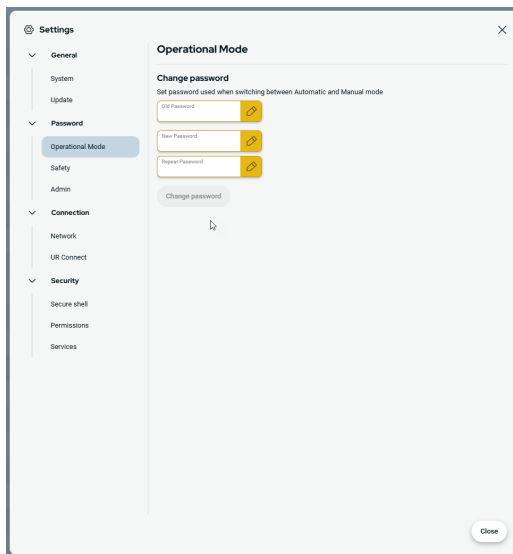 Settings
General
System
Update
Password
Operational Mode
Safety
Admin
Connection
Network
UR Connect
Security
Secure shell
Permissions
Services
Operational Mode
Change password
Set password used when switching between Automatic and Manual mode
Old Password
New Password
Repeat Password
Change password
Close